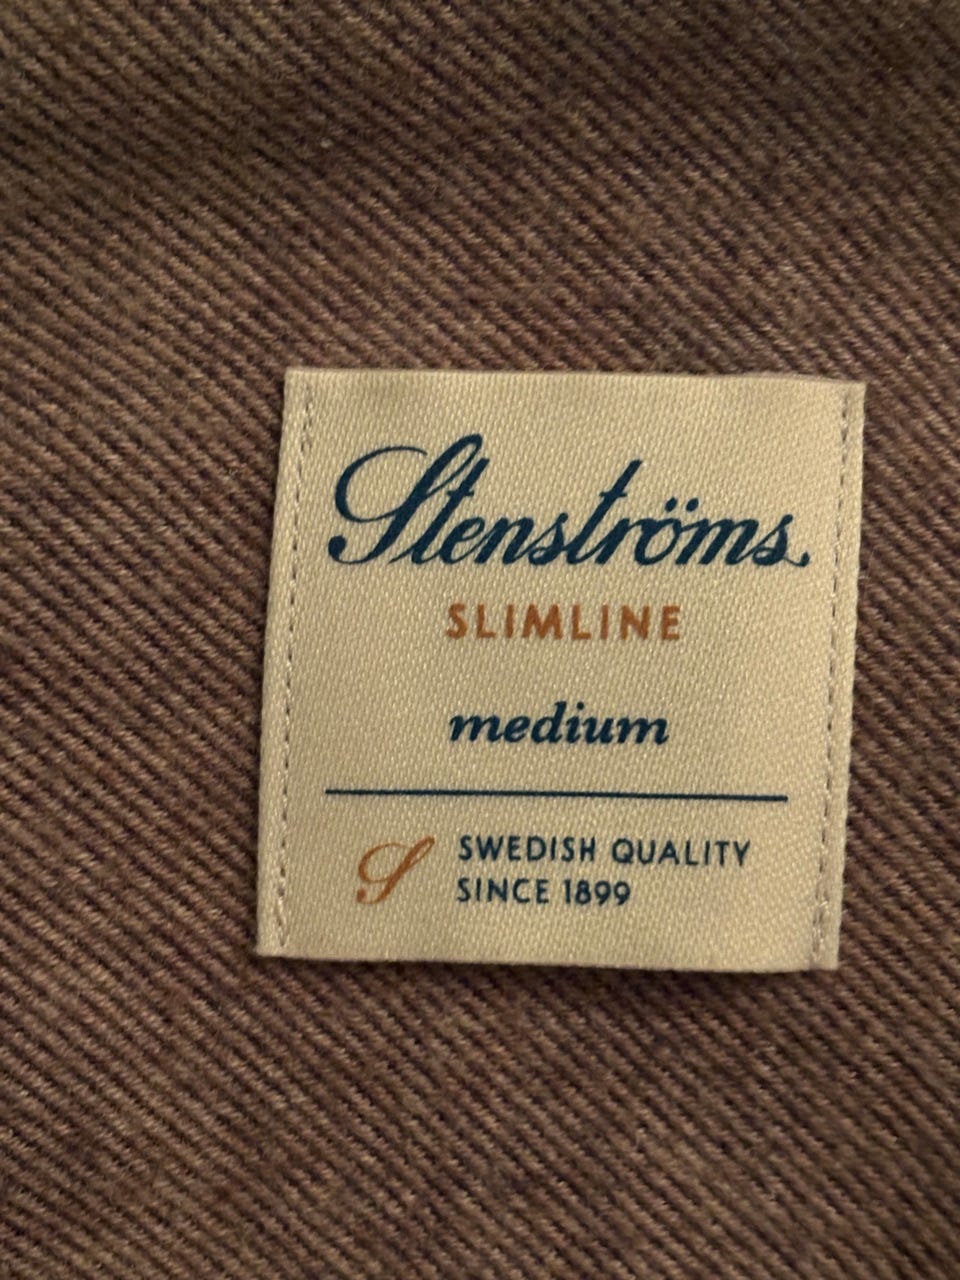 Stenströms
SLIMLINE
medium
S SWEDISH QUALITY
SINCE 1899